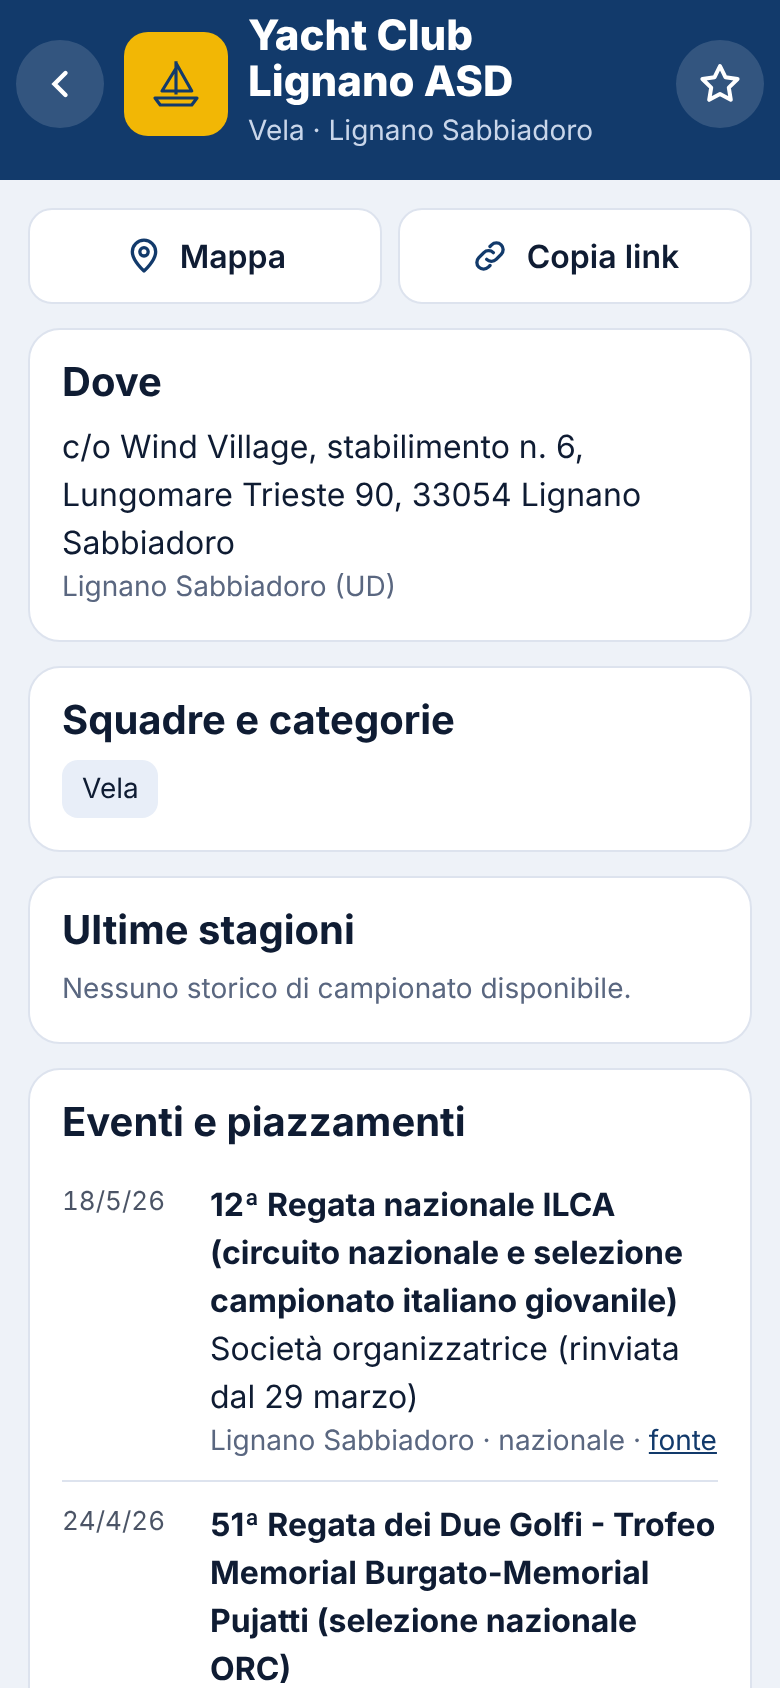 Yacht Club
Lignano ASD
Vela · Lignano Sabbiadoro
Mappa
Copia link
Dove
c/o Wind Village, stabilimento n. 6,
Lungomare Trieste 90, 33054 Lignano
Sabbiadoro
Lignano Sabbiadoro (UD)
Squadre e categorie
Vela
Ultime stagioni
Nessuno storico di campionato disponibile.
Eventi e piazzamenti
18/5/26
12ª Regata nazionale ILCA
(circuito nazionale e selezione
campionato italiano giovanile)
Società organizzatrice (rinviata
dal 29 marzo)
Lignano Sabbiadoro · nazionale · fonte
24/4/26
51ª Regata dei Due Golfi - Trofeo
Memorial Burgato-Memorial
Pujatti (selezione nazionale
ORC)